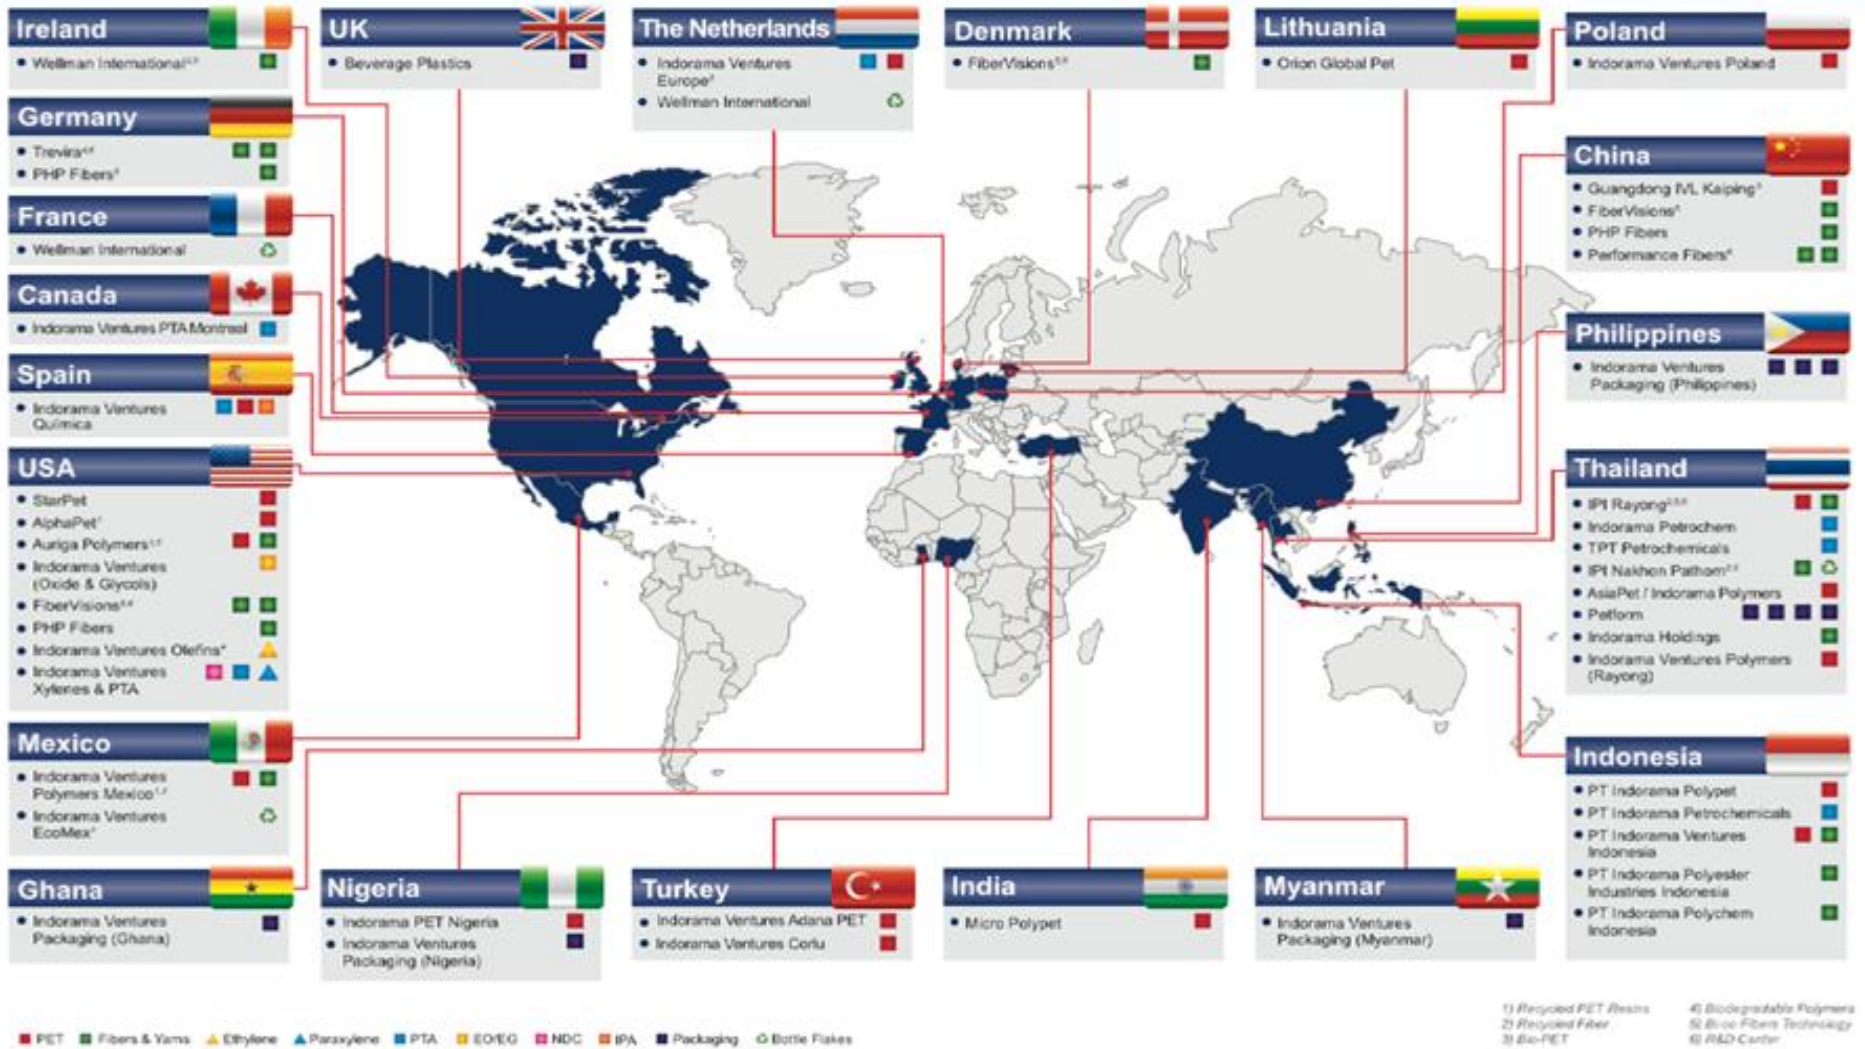 Ireland
Wellman International
Germany
Trevira
PHP Fibers
France
Wellman International
Canada
Indorama Ventures PTA Montreal
Spain
Indorama Ventures
Quimica
USA
StarPet
AlphaPet
Auriga Polymers
Indorama Ventures
(Oxide & Glycols)
FiberVisions
PHP Fibers
Indorama Ventures Olefins
Indorama Ventures
Xylenes & PTA
Mexico
Indorama Ventures
Polymers Mexico
Indorama Ventures
EcoMex
Ghana
Indorama Ventures
Packaging (Ghana)
UK
Beverage Plastics
The Netherlands
Indorama Ventures
Europe
Wellman International
Denmark
FiberVisions
Lithuania
Orion Global Pet
Poland
Indorama Ventures Poland
China
Guangdong IVL Kaiping
FiberVisions
PHP Fibers
Performance Fibers
Philippines
Indorama Ventures
Packaging (Philippines)
Thailand
IPI Rayong
Indorama Petrochem
TPT Petrochemicals
IPI Nakhon Pathom
AsiaPet / Indorama Polymers
Petform
Indorama Holdings
Indorama Ventures Polymers
(Rayong)
Indonesia
PT Indorama Polypet
PT Indorama Petrochemicals
PT Indorama Ventures
Indonesia
PT Indorama Polyester
Industries Indonesia
PT Indorama Polychem
Indonesia
Nigeria
Indorama PET Nigeria
Indorama Ventures
Packaging (Nigeria)
Turkey
Indorama Ventures Adana PET
Indorama Ventures Corlu
India
Micro Polypet
Myanmar
Indorama Ventures
Packaging (Myanmar)
PET Fibers & Yarns Ethylene Paraxylene PTA EO/EG NDC IPA Packaging Bottle Flakes
1) Recycled PET Resins
2) Recycled Fiber
3) Bio-PET
4) Biodegradable Polymers
5) Bico Fibers Technology
6) R&D Center